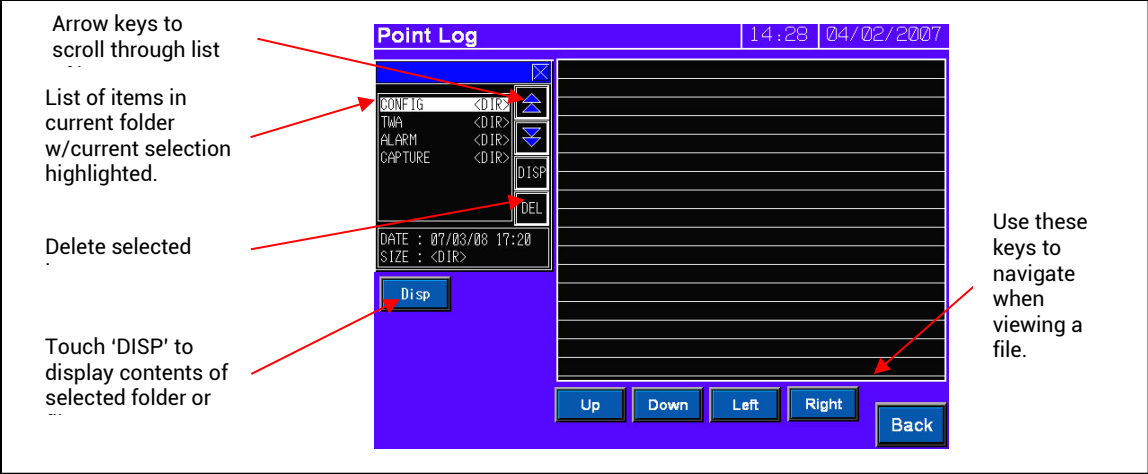 Arrow keys to
scroll through list
List of items in
current folder
w/current selection
highlighted.
Delete selected
Touch ‘DISP’ to
display contents of
selected folder or
Point Log
14:28 04/02/2007
CONFIG <DIR>
TWA <DIR>
ALARM <DIR>
CAPTURE <DIR>
DISP
DEL
DATE : 07/03/08 17:20
SIZE : <DIR>
Disp
Up
Down
Left
Right
Back
Use these
keys to
navigate
when
viewing a
file.